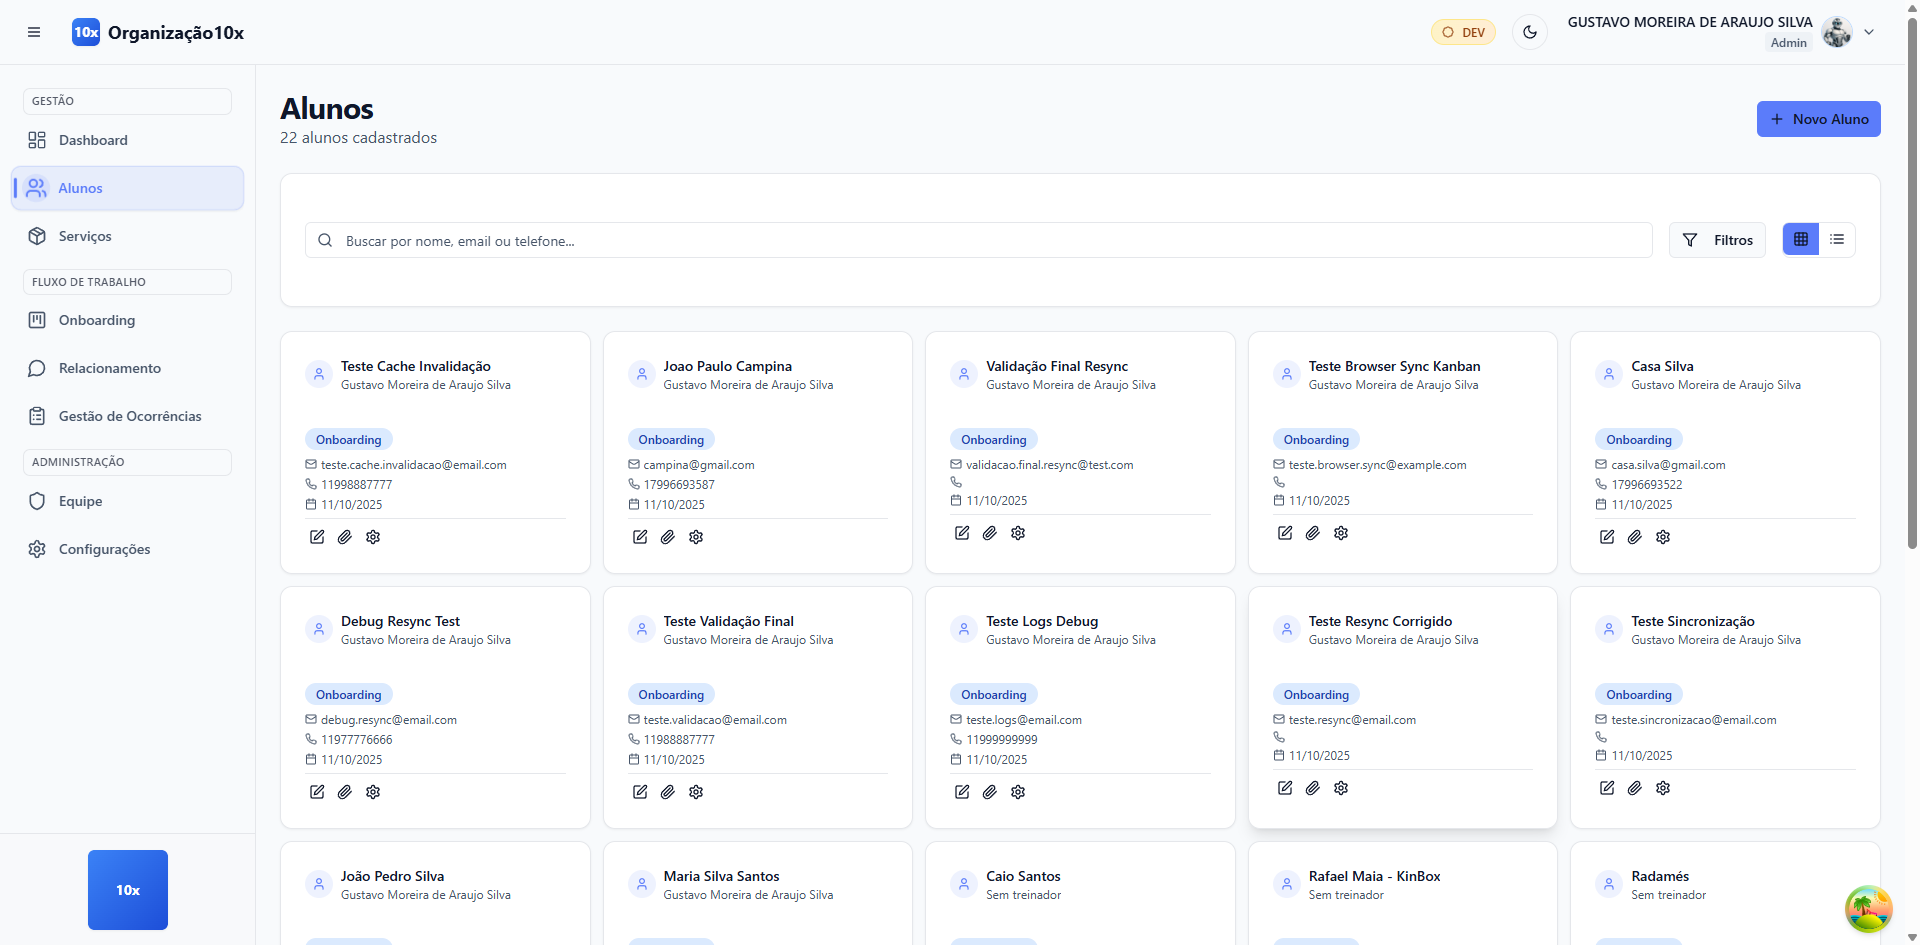 10x Organização10x
DEV
GUSTAVO MOREIRA DE ARAUJO SILVA
Admin
GESTÃO
Dashboard
Alunos
Serviços
FLUXO DE TRABALHO
Onboarding
Relacionamento
Gestão de Ocorrências
ADMINISTRAÇÃO
Equipe
Configurações
10x
Alunos
22 alunos cadastrados
+ Novo Aluno
Buscar por nome, email ou telefone...
Filtros
Teste Cache Invalidação
Gustavo Moreira de Araujo Silva
Onboarding
teste.cache.invalidacao@email.com
11998887777
11/10/2025
Joao Paulo Campina
Gustavo Moreira de Araujo Silva
Onboarding
campina@gmail.com
17996693587
11/10/2025
Validação Final Resync
Gustavo Moreira de Araujo Silva
Onboarding
validacao.final.resync@test.com
11/10/2025
Teste Browser Sync Kanban
Gustavo Moreira de Araujo Silva
Onboarding
teste.browser.sync@example.com
11/10/2025
Casa Silva
Gustavo Moreira de Araujo Silva
Onboarding
casa.silva@gmail.com
17996693522
11/10/2025
Debug Resync Test
Gustavo Moreira de Araujo Silva
Onboarding
debug.resync@email.com
11977776666
11/10/2025
Teste Validação Final
Gustavo Moreira de Araujo Silva
Onboarding
teste.validacao@email.com
11988887777
11/10/2025
Teste Logs Debug
Gustavo Moreira de Araujo Silva
Onboarding
teste.logs@email.com
11999999999
11/10/2025
Teste Resync Corrigido
Gustavo Moreira de Araujo Silva
Onboarding
teste.resync@email.com
11/10/2025
Teste Sincronização
Gustavo Moreira de Araujo Silva
Onboarding
teste.sincronizacao@email.com
11/10/2025
João Pedro Silva
Gustavo Moreira de Araujo Silva
Maria Silva Santos
Gustavo Moreira de Araujo Silva
Caio Santos
Sem treinador
Rafael Maia - KinBox
Sem treinador
Radamés
Sem treinador